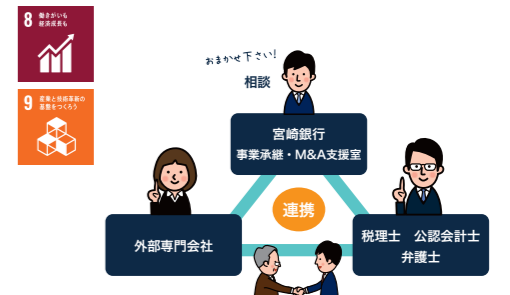 8 働きがいも
経済成長も
9 産業と技術革新の
基盤をつくろう
おまかせ下さい!
相談
宮崎銀行
事業承継・M&A支援室
連携
外部専門会社
税理士 公認会計士
弁護士